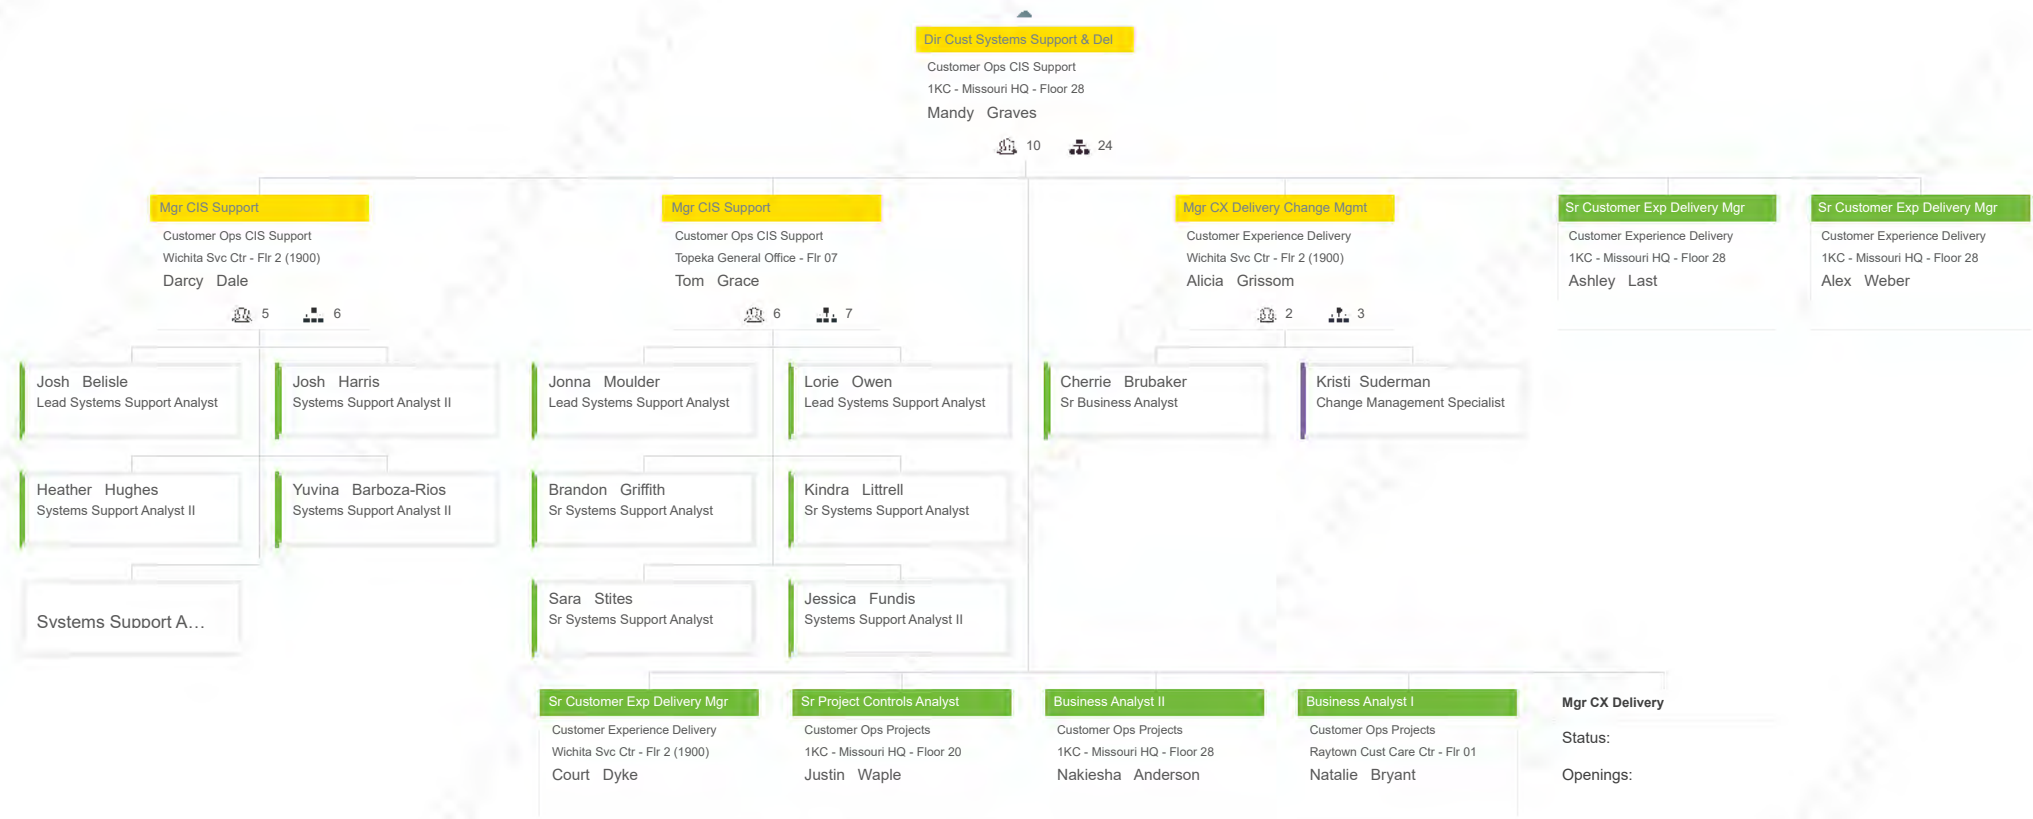 Dir Cust Systems Support & Del
Customer Ops CIS Support
1KC - Missouri HQ - Floor 28
Mandy Graves
10 24
Mgr CIS Support
Customer Ops CIS Support
Wichita Svc Ctr - Flr 2 (1900)
Darcy Dale
5 6
Mgr CIS Support
Customer Ops CIS Support
Topeka General Office - Flr 07
Tom Grace
6 7
Mgr CX Delivery Change Mgmt
Customer Experience Delivery
Wichita Svc Ctr - Flr 2 (1900)
Alicia Grissom
2 3
Sr Customer Exp Delivery Mgr
Customer Experience Delivery
1KC - Missouri HQ - Floor 28
Ashley Last
Sr Customer Exp Delivery Mgr
Customer Experience Delivery
1KC - Missouri HQ - Floor 28
Alex Weber
Josh Belisle
Lead Systems Support Analyst
Josh Harris
Systems Support Analyst II
Heather Hughes
Systems Support Analyst II
Yuvina Barboza-Rios
Systems Support Analyst II
Systems Support A...
Jonna Moulder
Lead Systems Support Analyst
Lorie Owen
Lead Systems Support Analyst
Brandon Griffith
Sr Systems Support Analyst
Kindra Littrell
Sr Systems Support Analyst
Sara Stites
Sr Systems Support Analyst
Jessica Fundis
Systems Support Analyst II
Cherrie Brubaker
Sr Business Analyst
Kristi Suderman
Change Management Specialist
Sr Customer Exp Delivery Mgr
Customer Experience Delivery
Wichita Svc Ctr - Flr 2 (1900)
Court Dyke
Sr Project Controls Analyst
Customer Ops Projects
1KC - Missouri HQ - Floor 20
Justin Waple
Business Analyst II
Customer Ops Projects
1KC - Missouri HQ - Floor 28
Nakiesha Anderson
Business Analyst I
Customer Ops Projects
Raytown Cust Care Ctr - Flr 01
Natalie Bryant
Mgr CX Delivery
Status:
Openings: